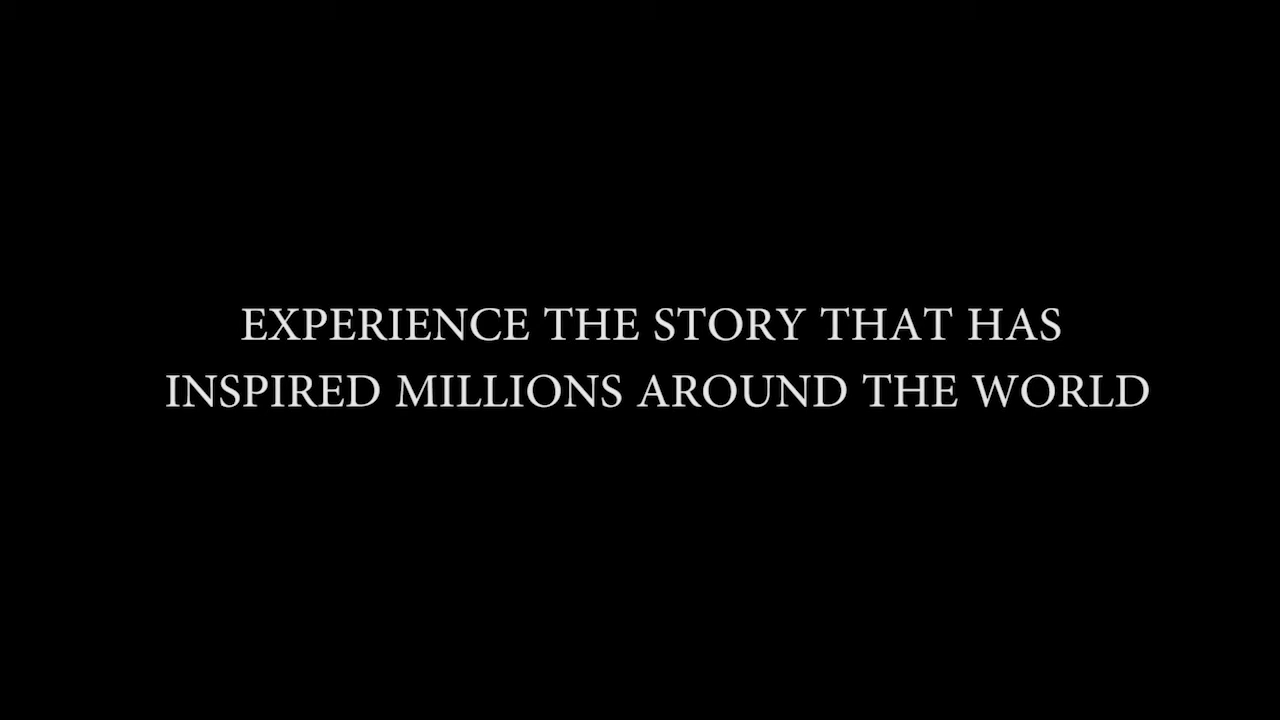 EXPERIENCE THE STORY THAT HAS
INSPIRED MILLIONS AROUND THE WORLD